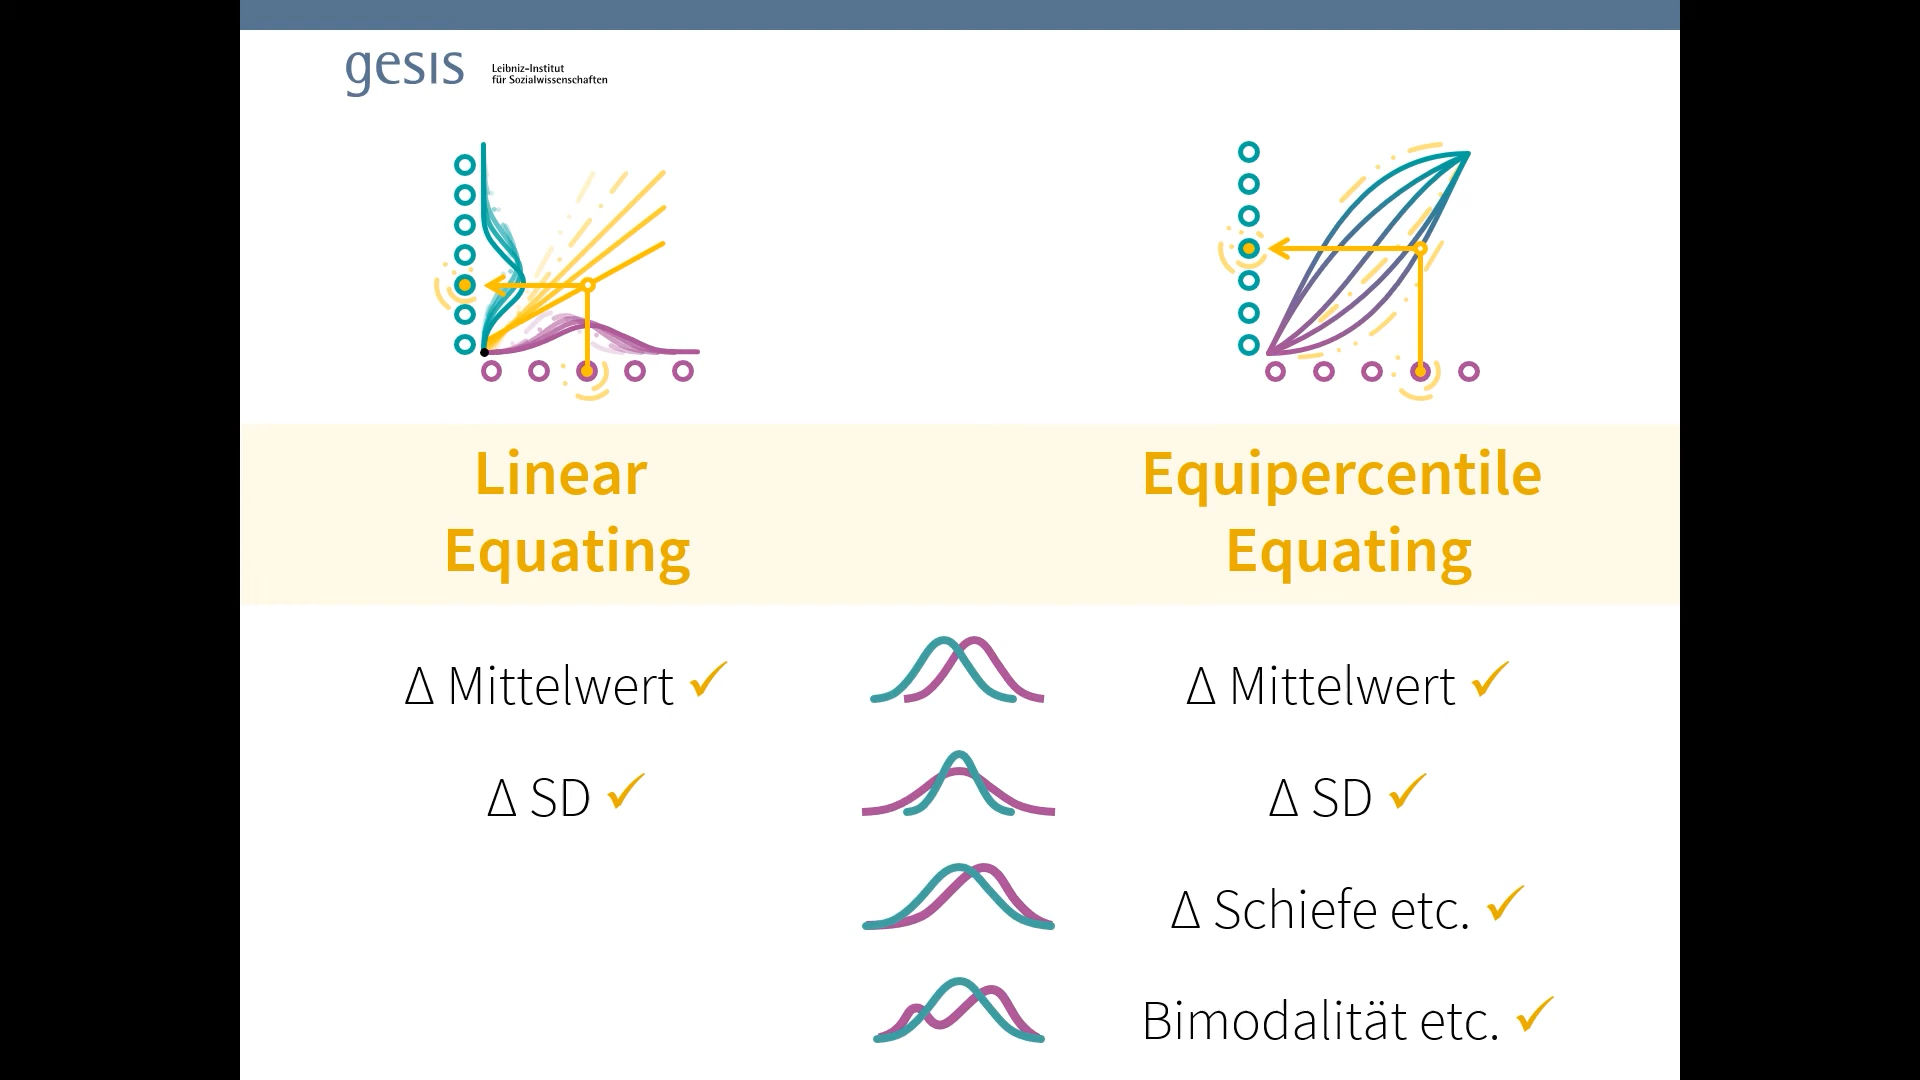 gesis
Leibniz-Institut
für Sozialwissenschaften
Linear
Equating
Equipercentile
Equating
Δ Mittelwert ✓
Δ Mittelwert ✓
Δ SD ✓
Δ SD ✓
Δ Schiefe etc. ✓
Bimodalität etc. ✓